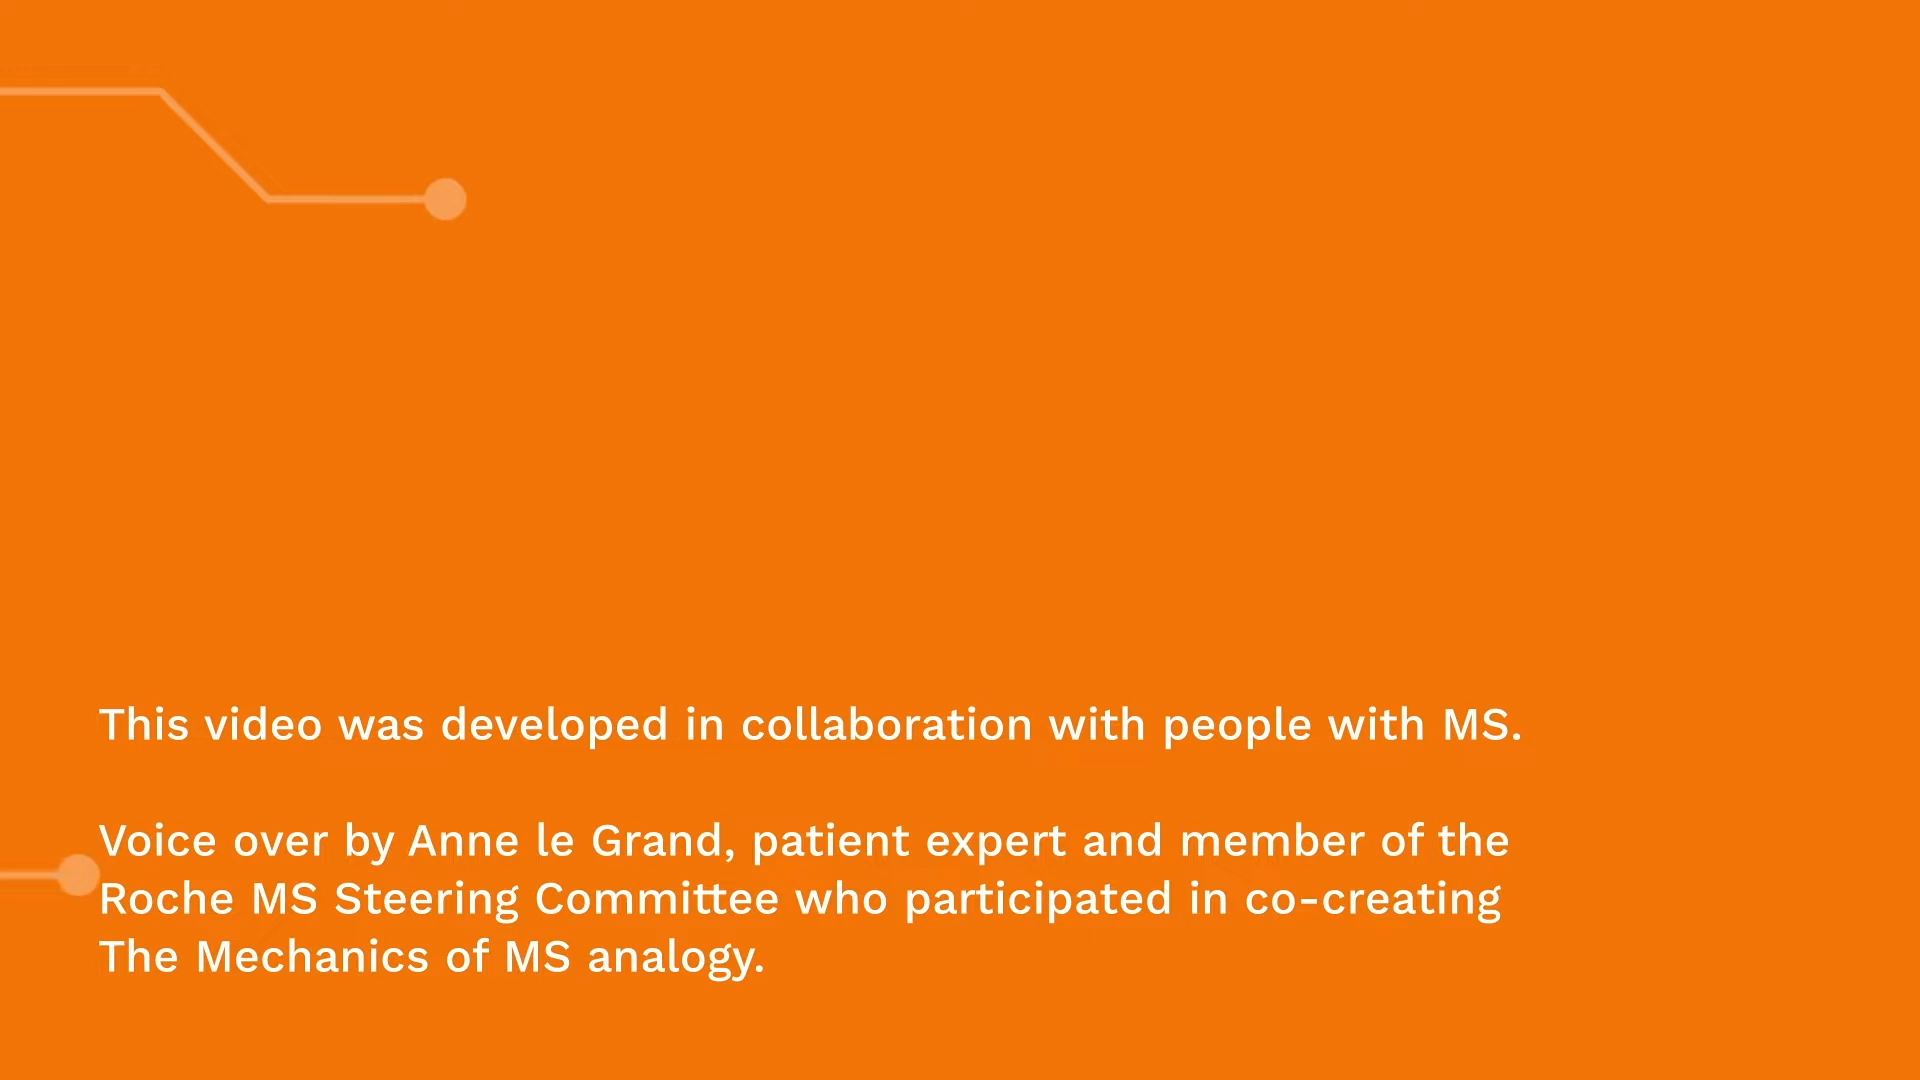 This video was developed in collaboration with people with MS.
Voice over by Anne le Grand, patient expert and member of the
Roche MS Steering Committee who participated in co-creating
The Mechanics of MS analogy.